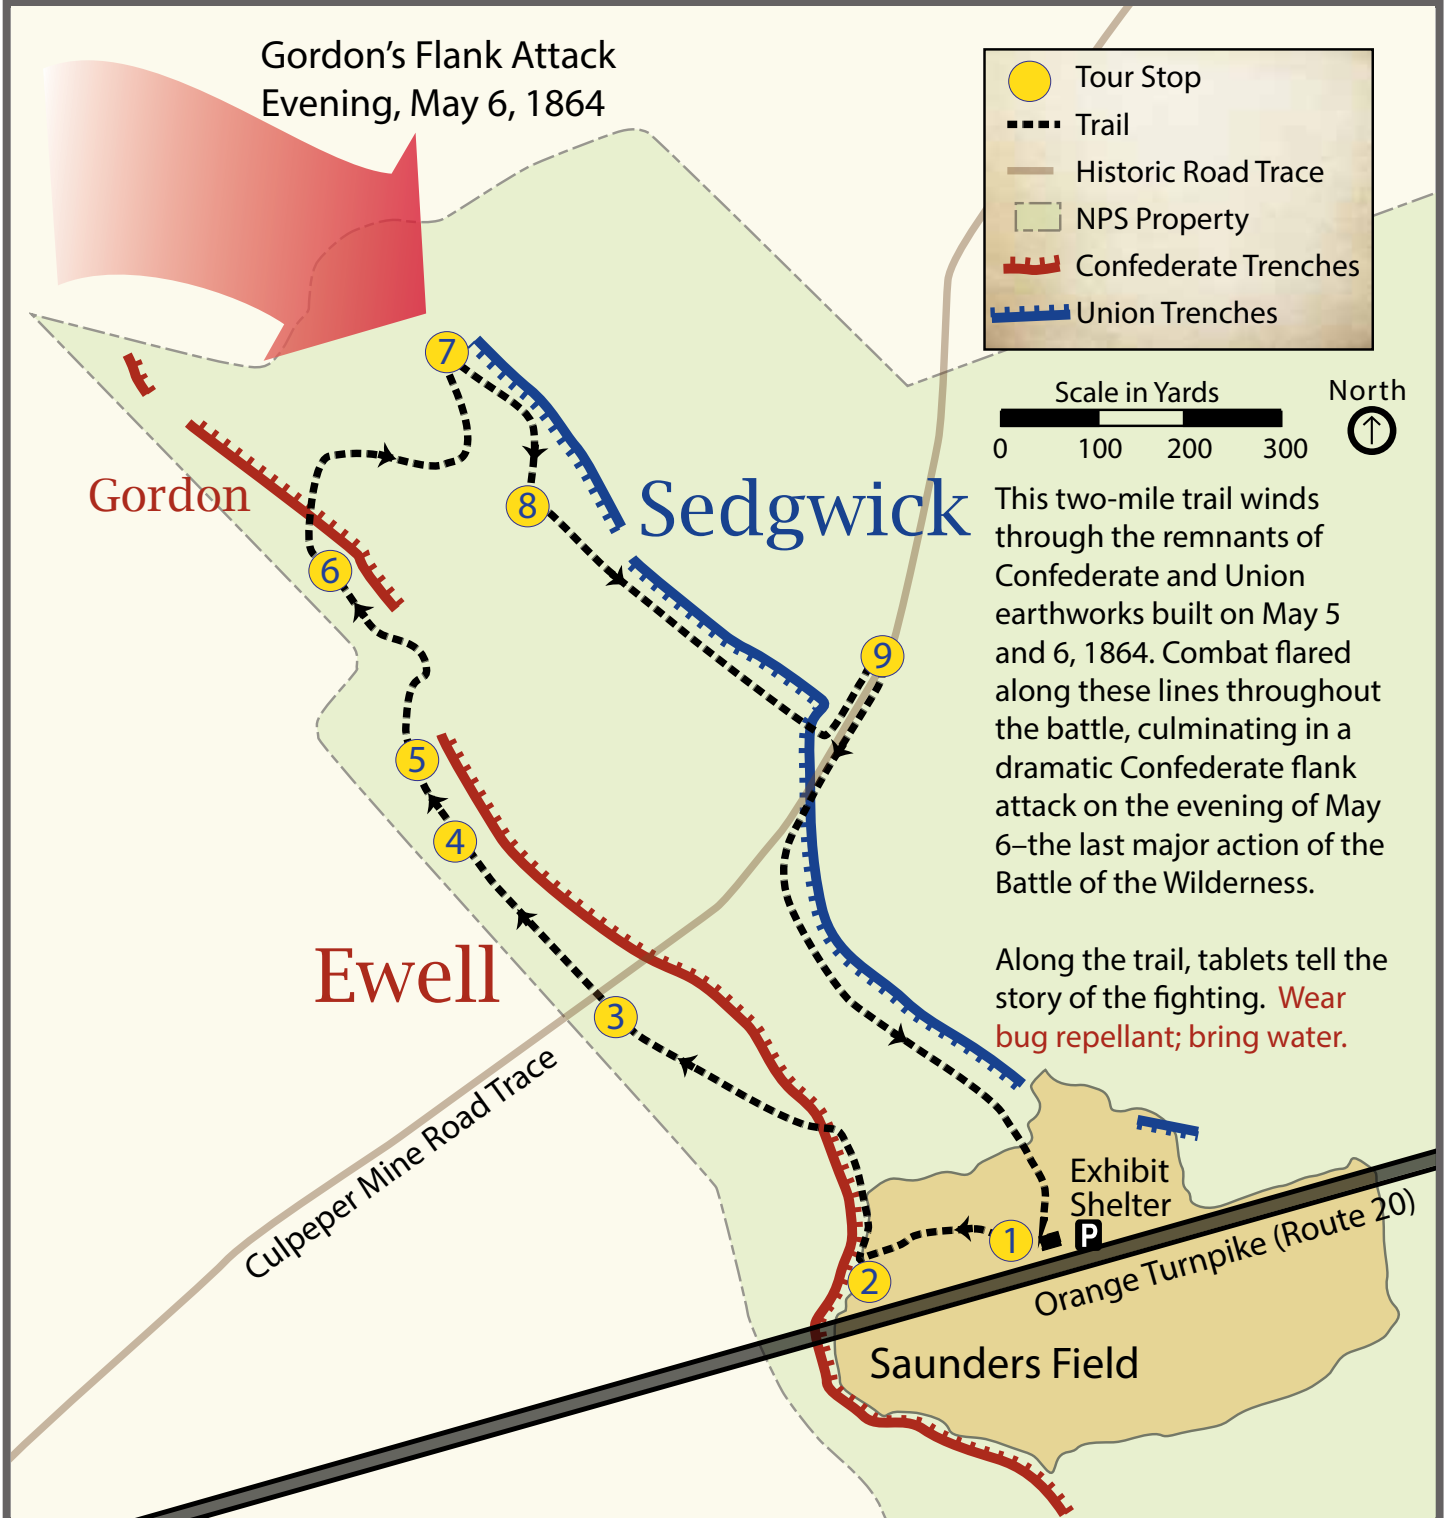 Gordon's Flank Attack
Evening, May 6, 1864
Tour Stop
Trail
Historic Road Trace
NPS Property
Confederate Trenches
Union Trenches
Scale in Yards
0 100 200 300
North
This two-mile trail winds
through the remnants of
Confederate and Union
earthworks built on May 5
and 6, 1864. Combat flared
along these lines throughout
the battle, culminating in a
dramatic Confederate flank
attack on the evening of May
6–the last major action of the
Battle of the Wilderness.
Along the trail, tablets tell the
story of the fighting. Wear
bug repellant; bring water.
7
Gordon
8
Sedgwick
6
9
5
4
Ewell
3
Culpeper Mine Road Trace
Exhibit
Shelter
P
1
2
Orange Turnpike (Route 20)
Saunders Field